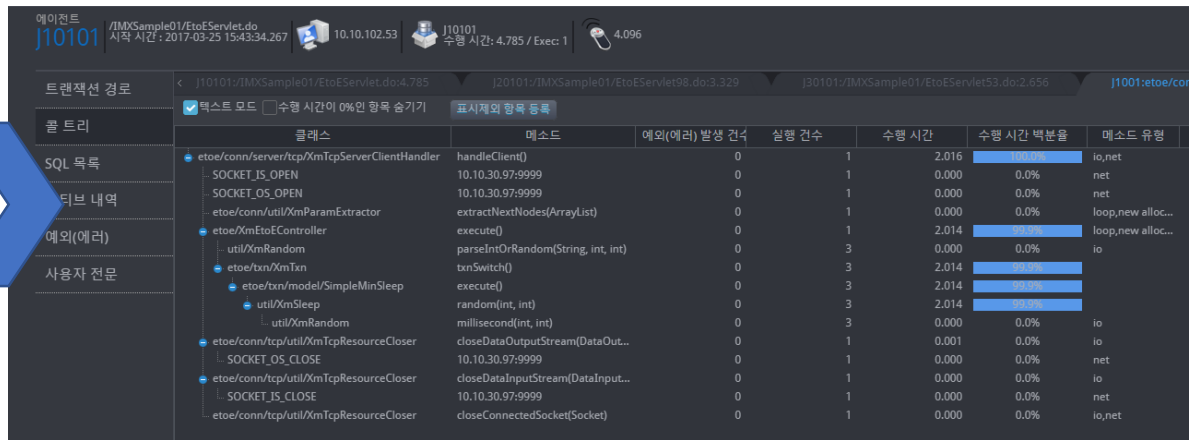 에이전트
J10101 /IMXSample01/EtoEServlet.do
시작 시간 : 2017-03-25 15:43:34.267
10.10.102.53
J10101
수행 시간: 4.785 / Exec: 1
4.096
트랜잭션 경로
콜 트리
SQL 목록
티브 내역
예외(에러)
사용자 전문
J10101:/IMXSample01/EtoEServlet.do:4.785 J20101:/IMXSample01/EtoEServlet98.do:3.329 J30101:/IMXSample01/EtoEServlet53.do:2.656 J1001:etoe/con
텍스트 모드 수행 시간이 0%인 항목 숨기기 표시제외 항목 등록
클래스 메소드 예외(에러) 발생 건수 실행 건수 수행 시간 수행 시간 백분율 메소드 유형
etoe/conn/server/tcp/XmTcpServerClientHandler handleClient() 0 1 2.016 100.0% io,net
SOCKET_IS_OPEN 10.10.30.97:9999 0 1 0.000 0.0% net
SOCKET_OS_OPEN 10.10.30.97:9999 0 1 0.000 0.0% net
etoe/conn/util/XmParamExtractor extractNextNodes(ArrayList) 0 1 0.000 0.0% loop,new alloc...
etoe/XmEtoEController execute() 0 1 2.014 99.9% loop,new alloc...
util/XmRandom parseIntOrRandom(String, int, int) 0 3 0.000 0.0% io
etoe/txn/XmTxn txnSwitch() 0 3 2.014 99.9%
etoe/txn/model/SimpleMinSleep execute() 0 3 2.014 99.9%
util/XmSleep random(int, int) 0 3 2.014 99.9%
util/XmRandom millisecond(int, int) 0 3 0.000 0.0% io
etoe/conn/tcp/util/XmTcpResourceCloser closeDataOutputStream(DataOut... 0 1 0.001 0.0% io
SOCKET_OS_CLOSE 10.10.30.97:9999 0 1 0.000 0.0% net
etoe/conn/tcp/util/XmTcpResourceCloser closeDataInputStream(DataInput... 0 1 0.000 0.0% io
SOCKET_IS_CLOSE 10.10.30.97:9999 0 1 0.000 0.0% net
etoe/conn/tcp/util/XmTcpResourceCloser closeConnectedSocket(Socket) 0 1 0.000 0.0% io,net